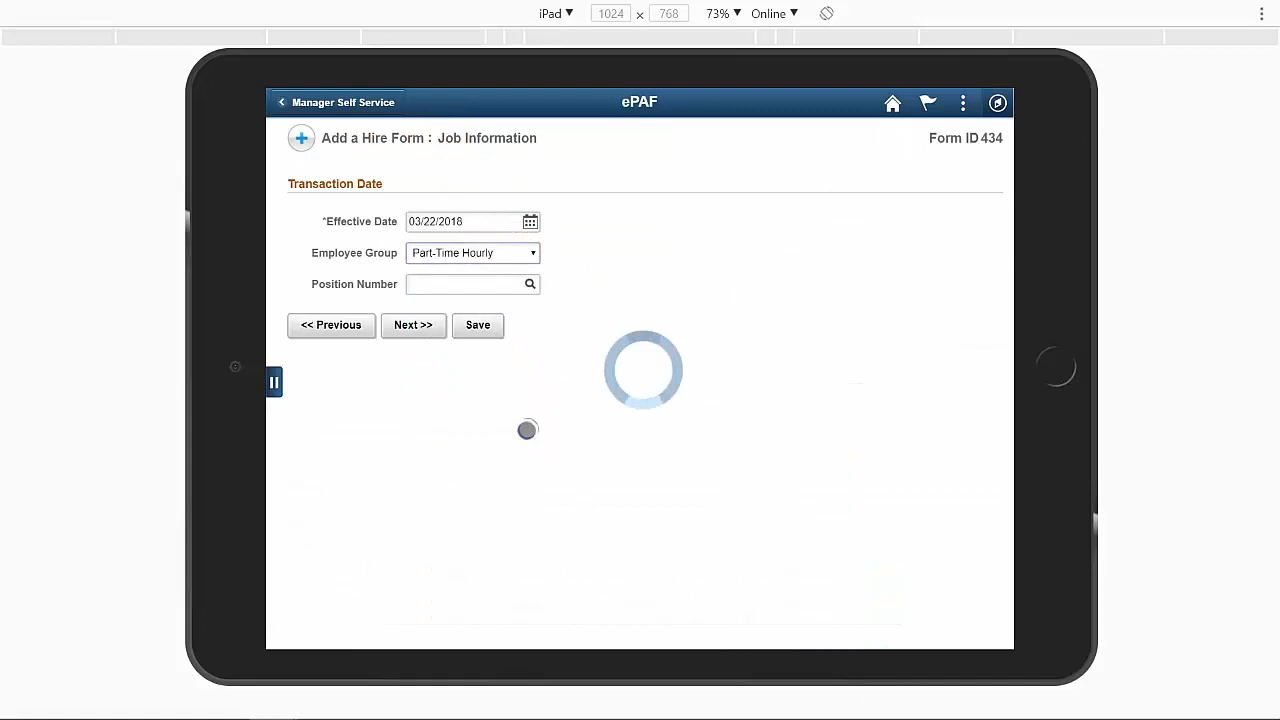 iPad 1024 x 768 73% Online
Manager Self Service ePAF
Add a Hire Form : Job Information Form ID 434
Transaction Date
*Effective Date 03/22/2018
Employee Group Part-Time Hourly
Position Number
<< Previous Next >> Save